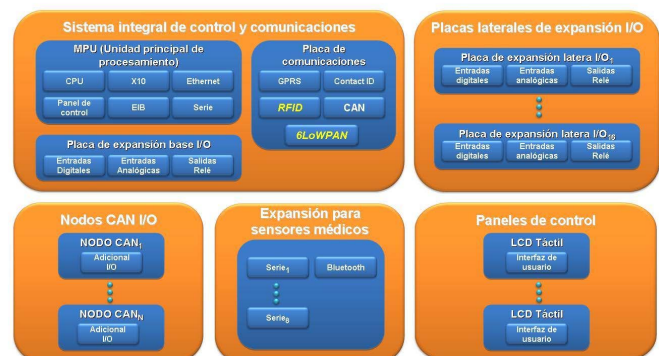 Sistema integral de control y comunicaciones
MPU (Unidad principal de
procesamiento)
CPU
X10
Ethernet
Panel de
control
EIB
Serie
Placa de expansión base I/O
Entradas
Digitales
Entradas
Analógicas
Salidas
Relé
Placa de
comunicaciones
GPRS
Contact ID
RFID
CAN
6LoWPAN
Placas laterales de expansión I/O
Placa de expansión latera I/O1
Entradas
digitales
Entradas
analógicas
Salidas
Relé
Placa de expansión latera I/O16
Entradas
digitales
Entradas
analógicas
Salidas
Relé
Nodos CAN I/O
NODO CAN1
Adicional
I/O
NODO CANN
Adicional
I/O
Expansión para
sensores médicos
Serie1
Bluetooth
Serie8
Paneles de control
LCD Tàctil
Interfaz de
usuario
LCD Tàctil
Interfaz de
usuario